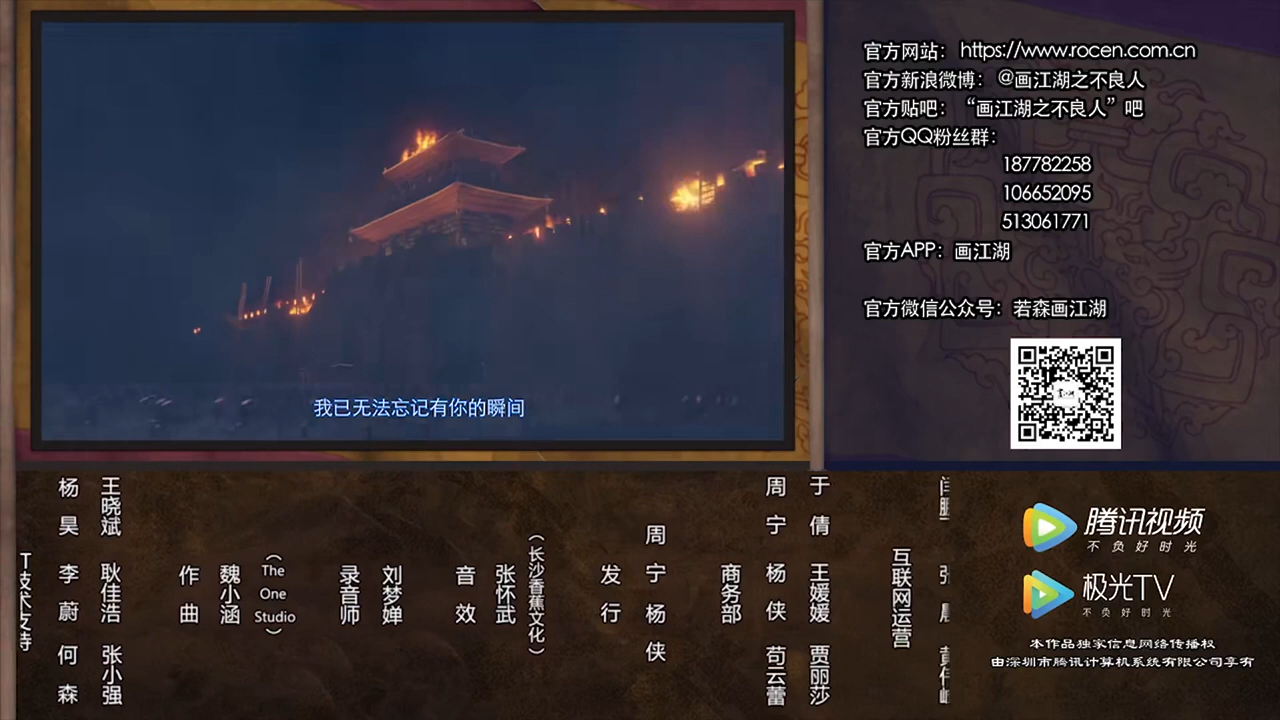 官方网站：https://www.rocen.com.cn
官方新浪微博：@画江湖之不良人
官方贴吧：“画江湖之不良人”吧
官方QQ粉丝群：
187782258
106652095
513061771
官方APP：画江湖
官方微信公众号：若森画江湖
我已无法忘记有你的瞬间
IT技术支持
杨昊 李蔚 何森
王晓斌 耿佳浩 张小强
作曲
魏小涵
（The One Studio）
录音师
刘梦婵
音效
张怀武
（长沙香蕉文化）
发行
周宁 杨侠
商务部
周宁 杨侠 苟云蕾
于倩 王媛媛 贾丽莎
互联网运营
腾讯视频
不负好时光
极光TV
不负好时光
本作品独家信息网络传播权
由深圳市腾讯计算机系统有限公司享有